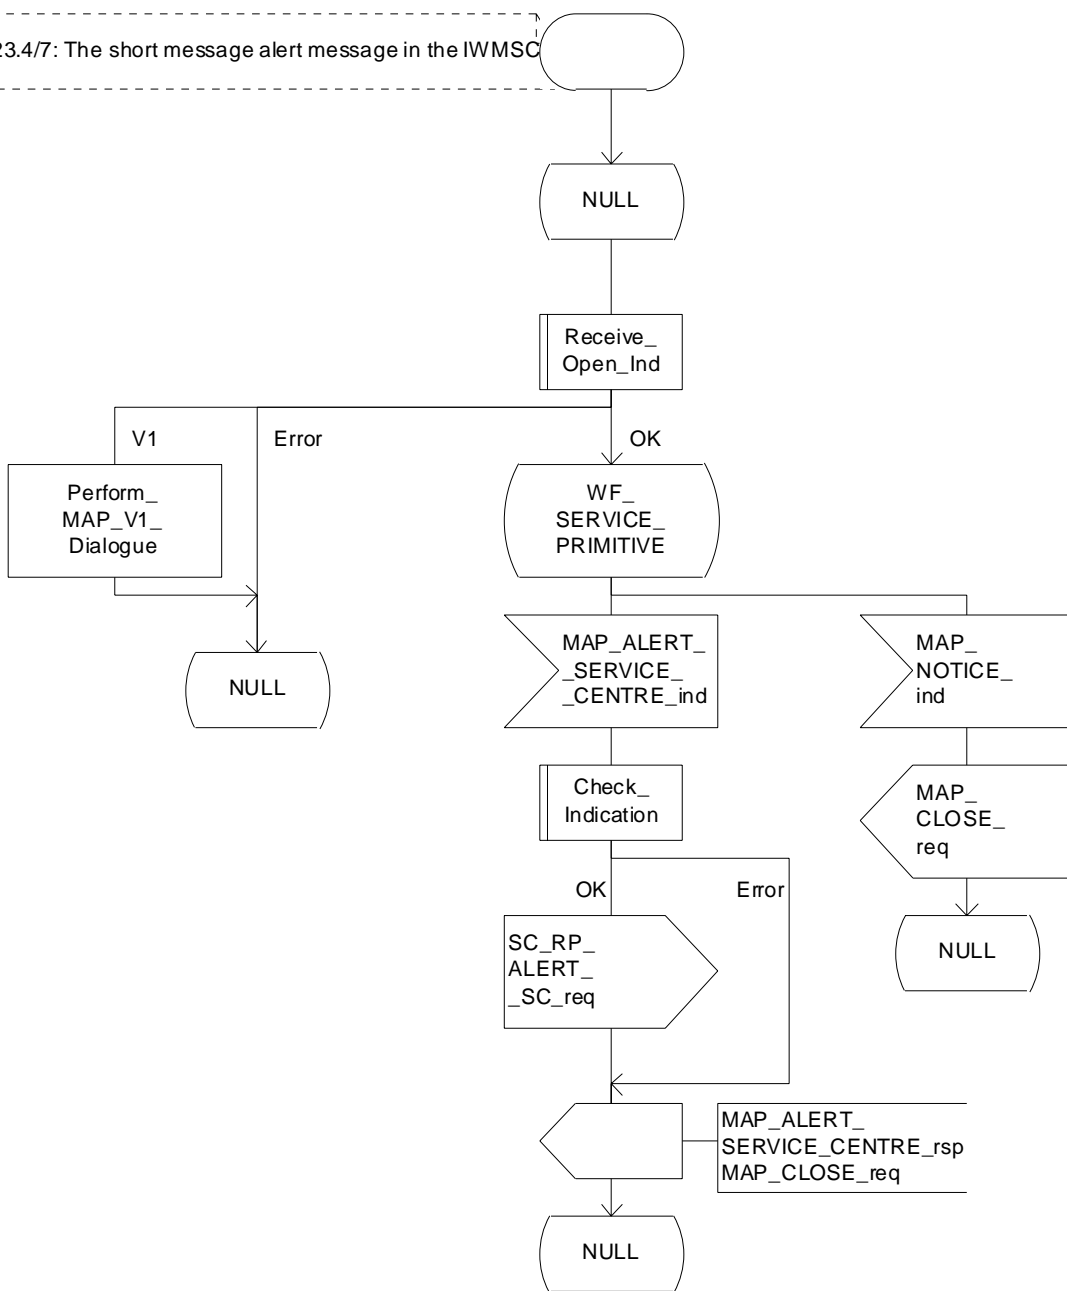 23.4/7: The short message alert message in the IWMSC
NULL
Receive_
Open_Ind
V1
Error
OK
Perform_
MAP_V1_
Dialogue
WF_
SERVICE_
PRIMITIVE
NULL
MAP_ALERT_
_SERVICE_
_CENTRE_ind
MAP_
NOTICE_
ind
Check_
Indication
MAP_
CLOSE_
req
OK
Error
SC_RP_
ALERT_
_SC_req
NULL
MAP_ALERT_
SERVICE_CENTRE_rsp
MAP_CLOSE_req
NULL